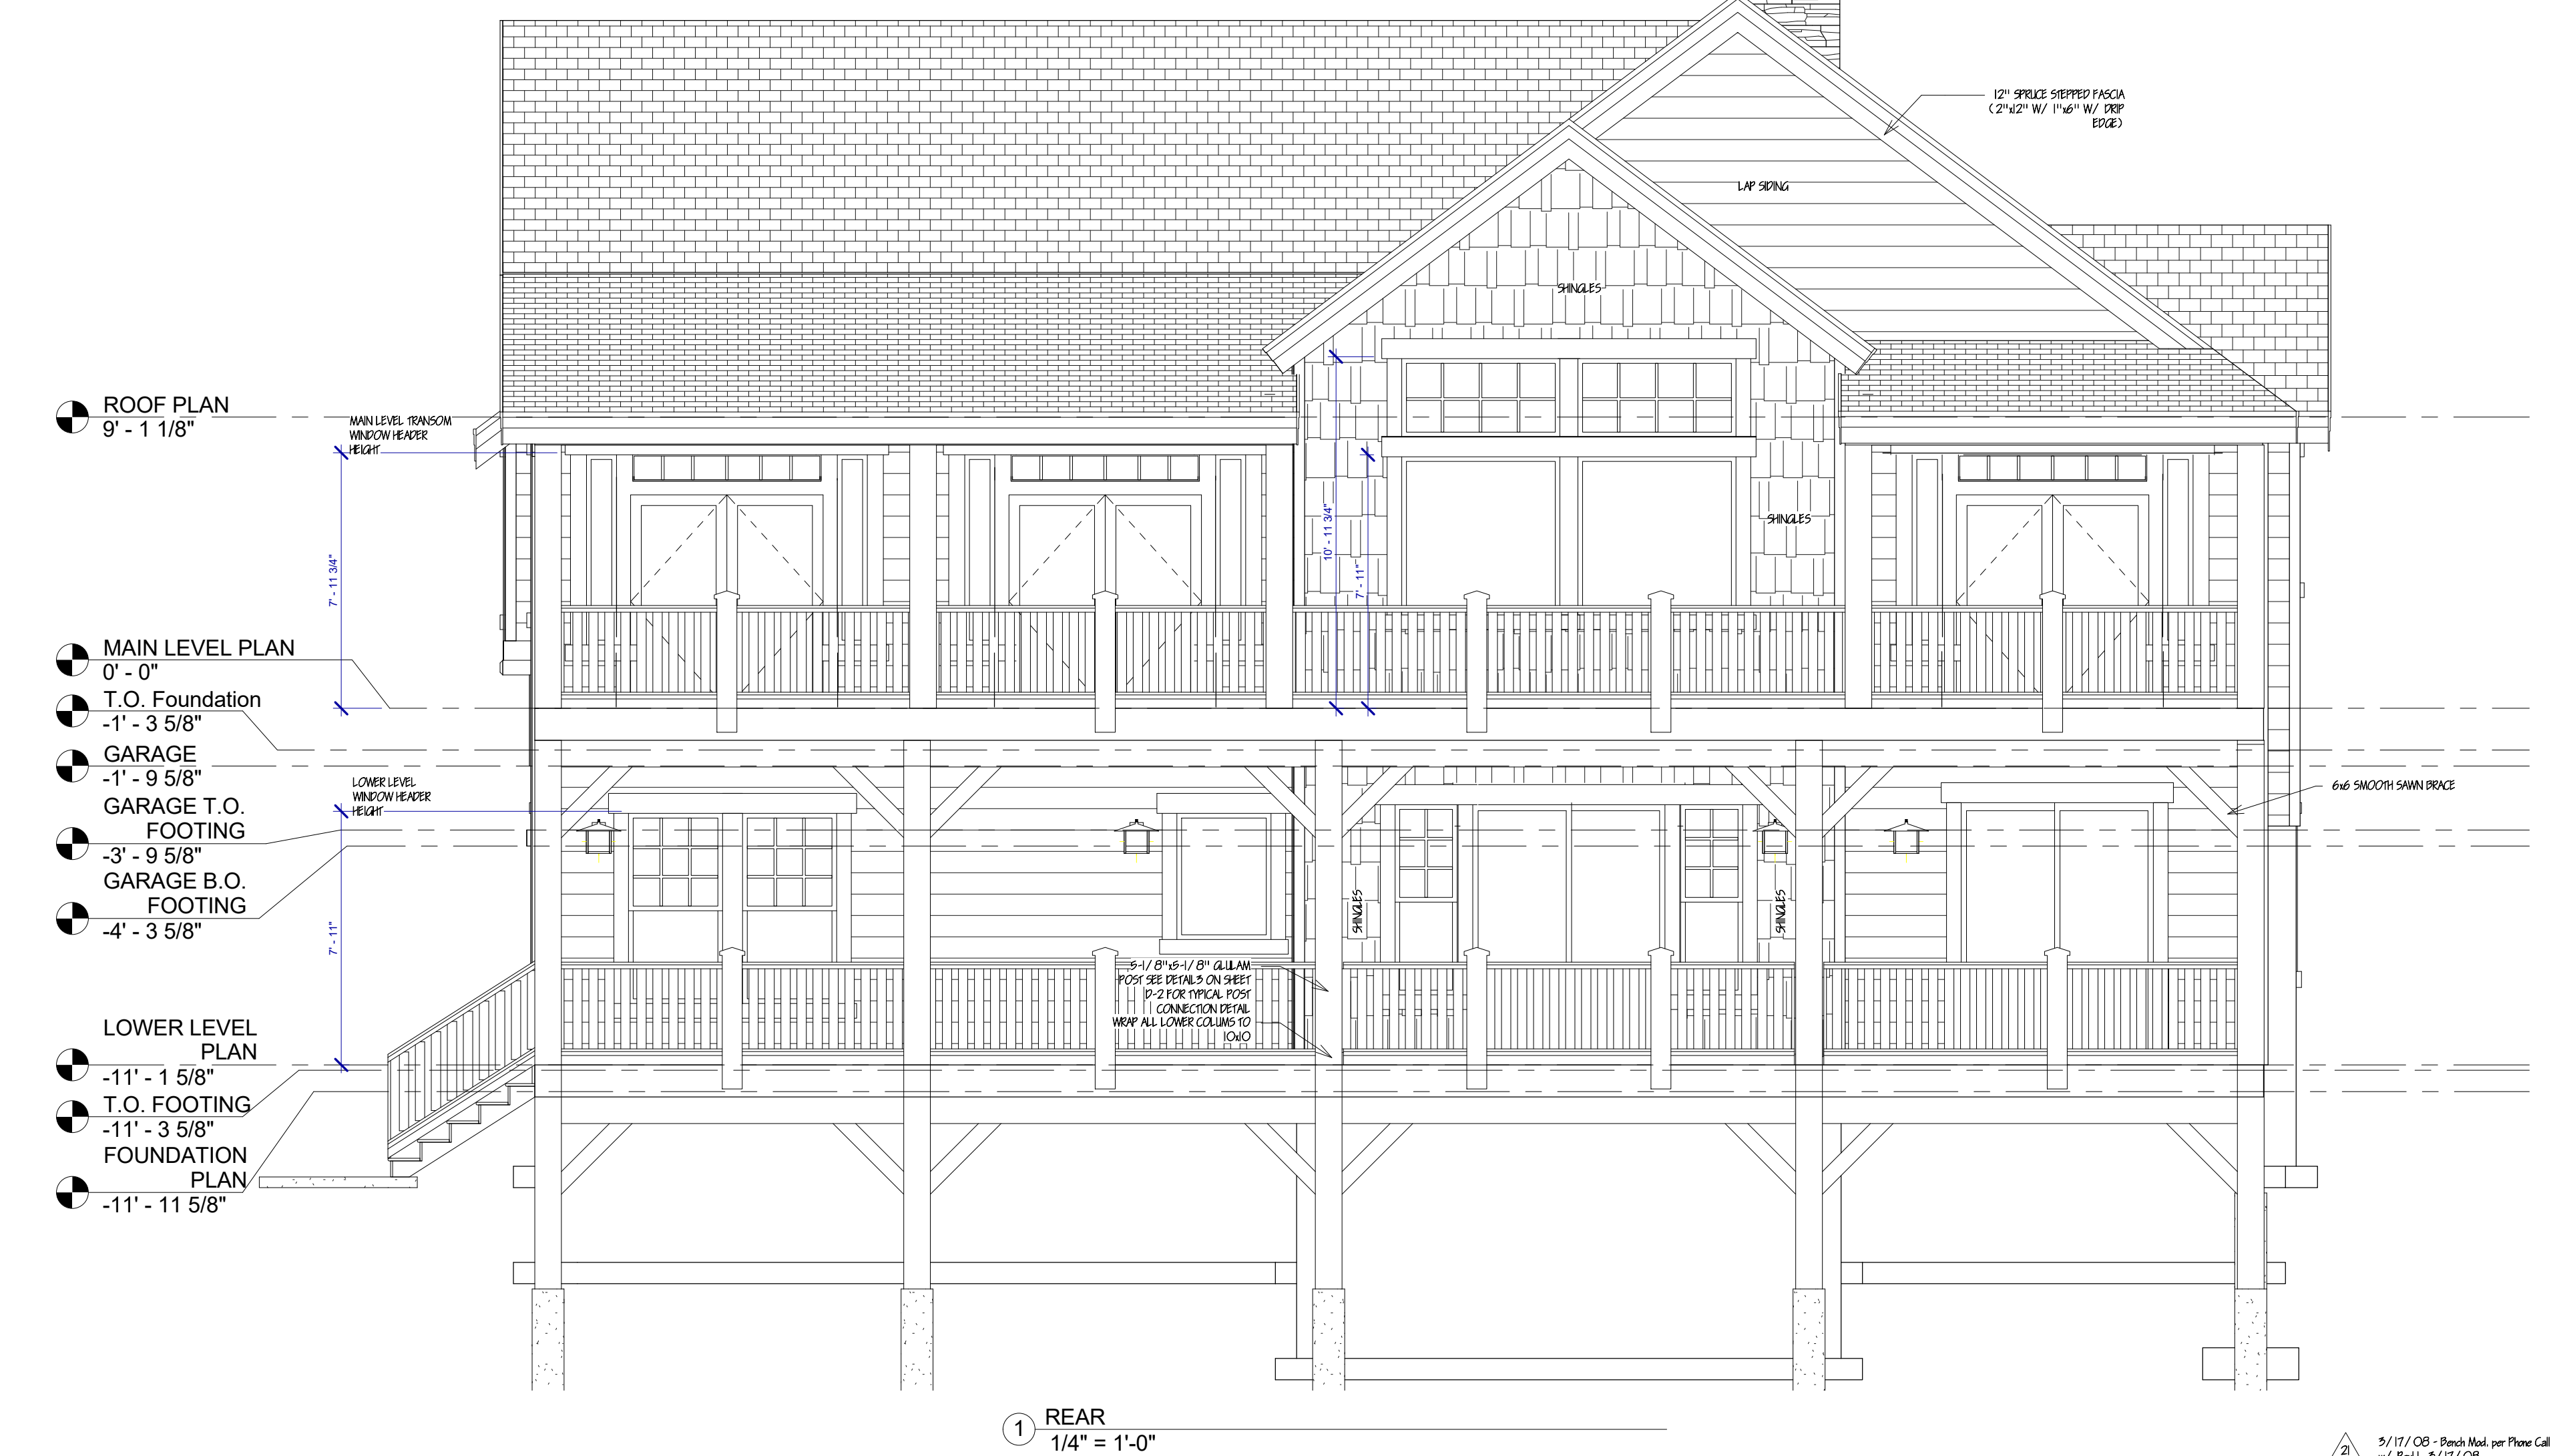 12" SPRUCE STEPPED FASCIA
(2"x12" W/ 1"x6" W/ DRIP
EDGE)
LAP SIDING
SHINGLES
ROOF PLAN
9' - 1 1/8"
MAIN LEVEL TRANSOM
WINDOW HEADER
HEIGHT
7' - 11 3/4"
10' - 11 3/4"
7' - 11"
SHINGLES
MAIN LEVEL PLAN
0' - 0"
T.O. Foundation
-1' - 3 5/8"
GARAGE
-1' - 9 5/8"
LOWER LEVEL
WINDOW HEADER
HEIGHT
6x6 SMOOTH SAWN BRACE
GARAGE T.O.
FOOTING
-3' - 9 5/8"
GARAGE B.O.
FOOTING
-4' - 3 5/8"
7' - 11"
SHINGLES
SHINGLES
5-1/8"x5-1/8" GLULAM
POST SEE DETAIL3 ON SHEET
D-2 FOR TYPICAL POST
CONNECTION DETAIL
WRAP ALL LOWER COLUMS TO
10x10
LOWER LEVEL
PLAN
-11' - 1 5/8"
T.O. FOOTING
-11' - 3 5/8"
FOUNDATION
PLAN
-11' - 11 5/8"
1 REAR
1/4" = 1'-0"
21 3/17/08 - Bench Mod. per Phone Call